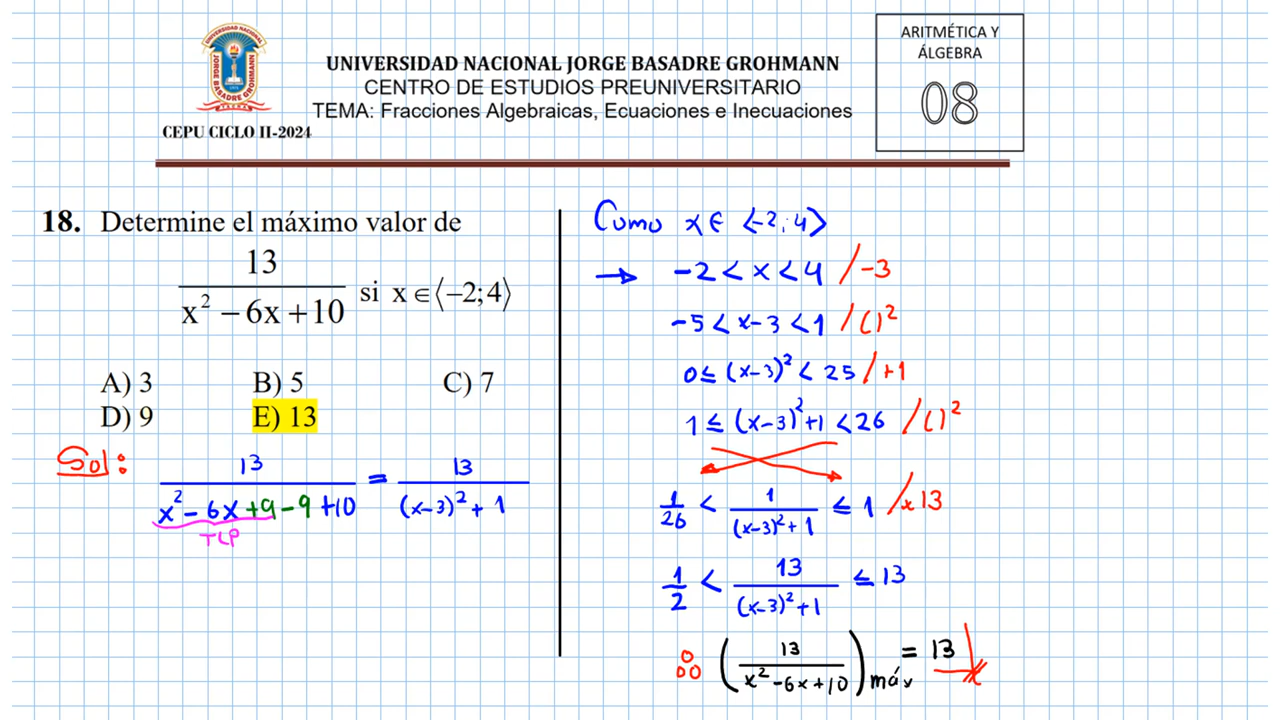 UNIVERSIDAD NACIONAL JORGE BASADRE GROHMANN
CENTRO DE ESTUDIOS PREUNIVERSITARIO
TEMA: Fracciones Algebraicas, Ecuaciones e Inecuaciones
CEPU CICLO II-2024
ARITMÉTICA Y
ÁLGEBRA
08
18. Determine el máximo valor de
13
x² − 6x + 10
si x ∈ ⟨−2; 4⟩
A) 3 B) 5 C) 7
D) 9 E) 13
Sol:
13 / (x² − 6x + 9 − 9 + 10) = 13 / ((x−3)² + 1)
TCP
Como x ∈ <-2; 4>
→ -2 < x < 4 / -3
-5 < x-3 < 1 / ( )²
0 ≤ (x-3)² < 25 / +1
1 ≤ (x-3)² + 1 < 26 / ( )²
1/26 < 1/((x-3)² + 1) ≤ 1 / x 13
1/2 < 13/((x-3)² + 1) ≤ 13
∴ (13/(x² - 6x + 10)) máx = 13